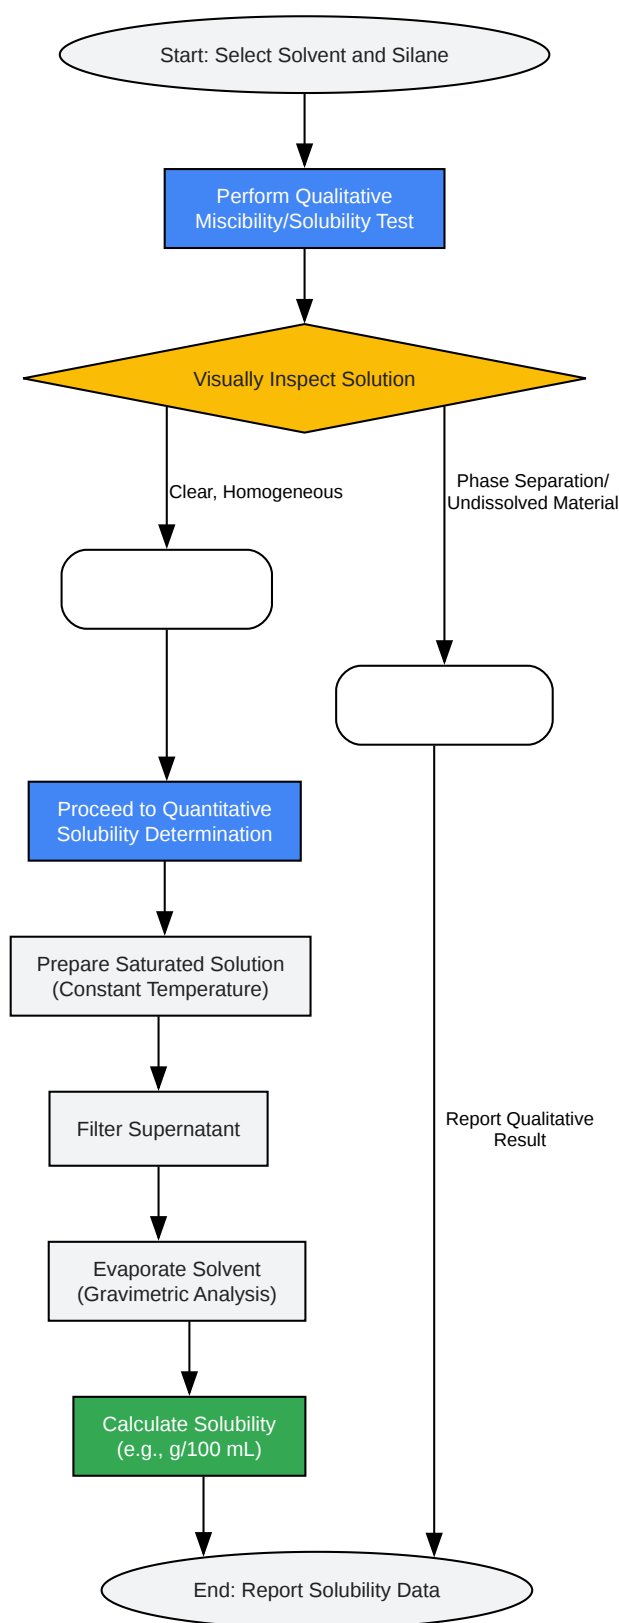 Start: Select Solvent and Silane
Perform Qualitative
Miscibility/Solubility Test
Visually Inspect Solution
Clear, Homogeneous
Phase Separation/
Undissolved Material
Proceed to Quantitative
Solubility Determination
Prepare Saturated Solution
(Constant Temperature)
Filter Supernatant
Report Qualitative
Result
Evaporate Solvent
(Gravimetric Analysis)
Calculate Solubility
(e.g., g/100 mL)
End: Report Solubility Data